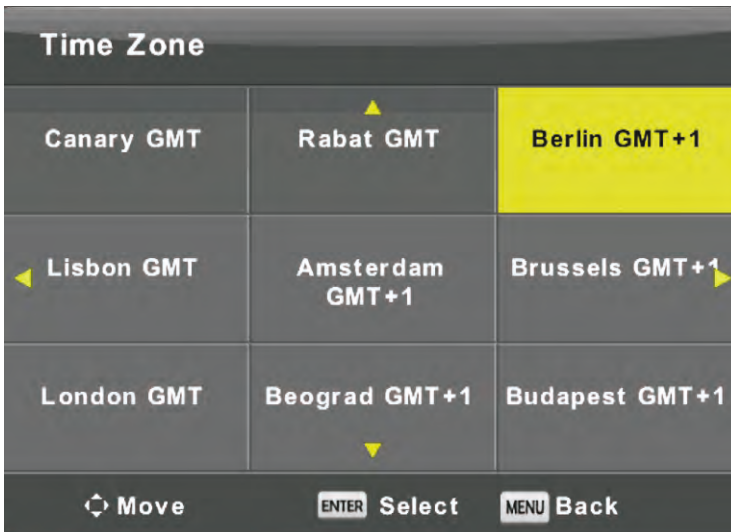 Time Zone
Canary GMT
Rabat GMT
Berlin GMT+1
Lisbon GMT
Amsterdam
GMT+1
Brussels GMT+1
London GMT
Beograd GMT+1
Budapest GMT+1
Move
ENTER Select
MENU Back